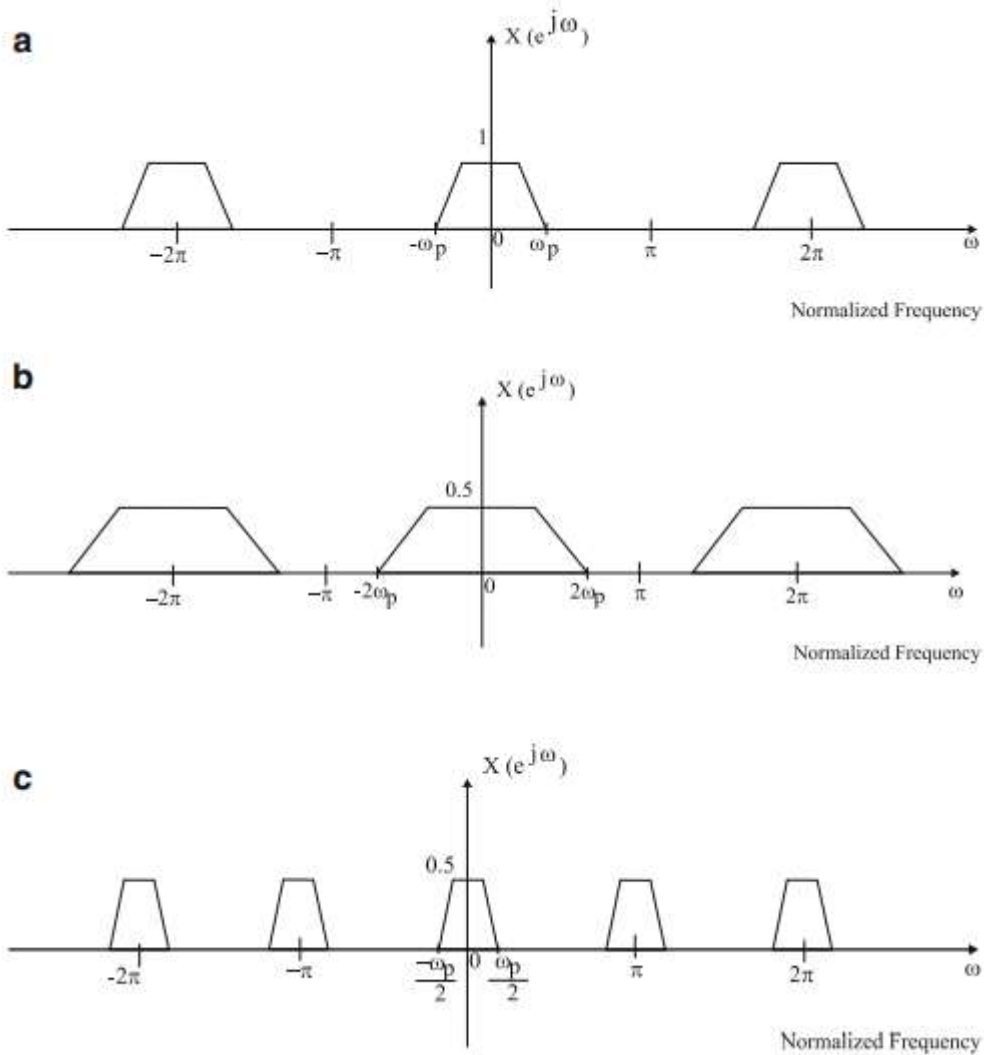 a
X (e^jω)
1
−2π −π -ωp 0 ωp π 2π ω
Normalized Frequency
b
X (e^jω)
0.5
−2π −π -2ωp 0 2ωp π 2π ω
Normalized Frequency
c
X (e^jω)
0.5
-2π −π −ωp/2 0 ωp/2 π 2π ω
Normalized Frequency